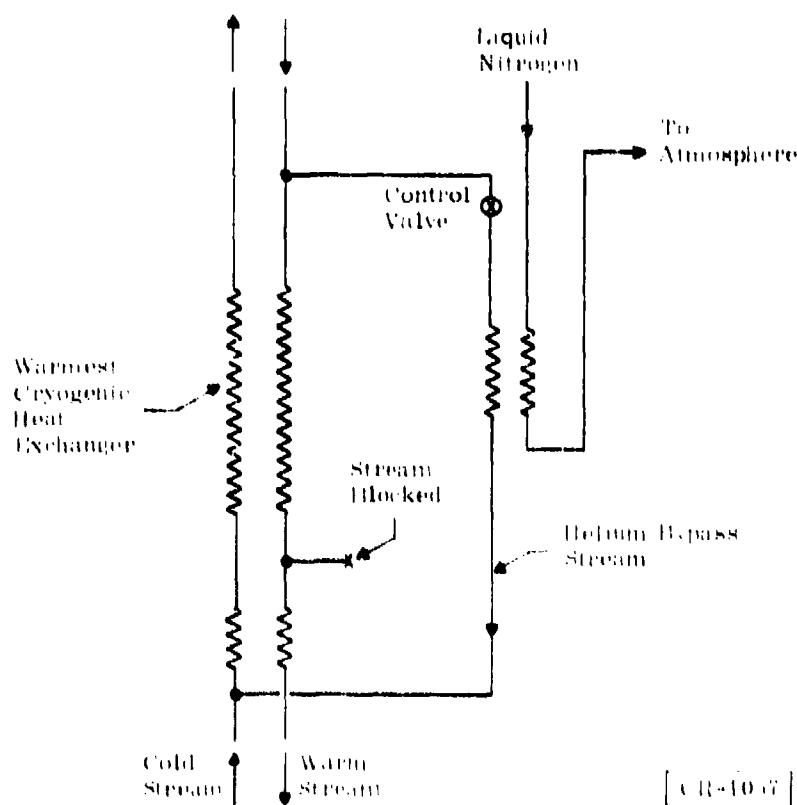 Liquid
Nitrogen
To
Atmosphere
Control
Valve
Warmest
Cryogenic
Heat
Exchanger
Stream
Blocked
Helium Bypass
Stream
Cold
Stream
Warm
Stream